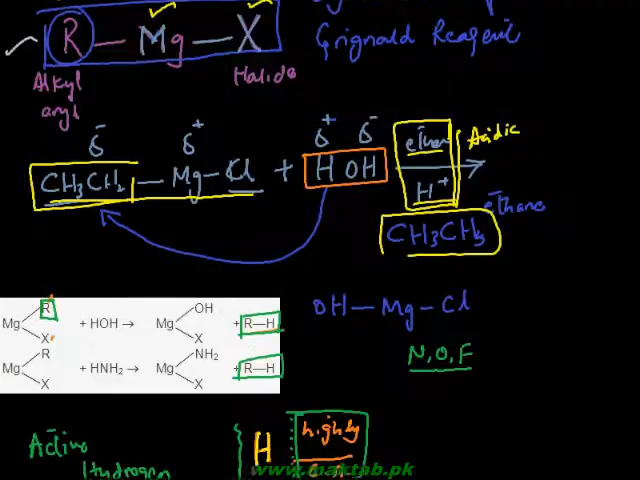 R — Mg — X
Grignald Reagent
Alkyl
aryl
Halide
δ⁻ δ⁺ δ⁺ δ⁻
CH3CH2 — Mg — Cl + H OH ether Acidic
H⁺
CH3CH3 ethane
OH — Mg — Cl
Mg R X + HOH → Mg OH X + R—H
Mg R X + HNH2 → Mg NH2 X + R—H
N, O, F
Active
Hydrogen
H highly
www.maktab.pk